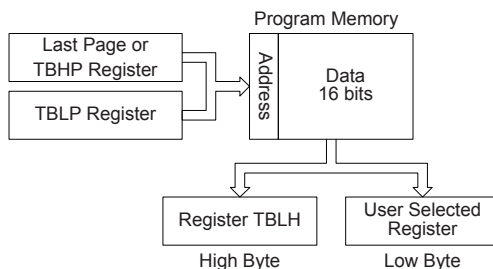 Program Memory
Last Page or
TBHP Register
TBLP Register
Address
Data
16 bits
Register TBLH
User Selected
Register
High Byte
Low Byte